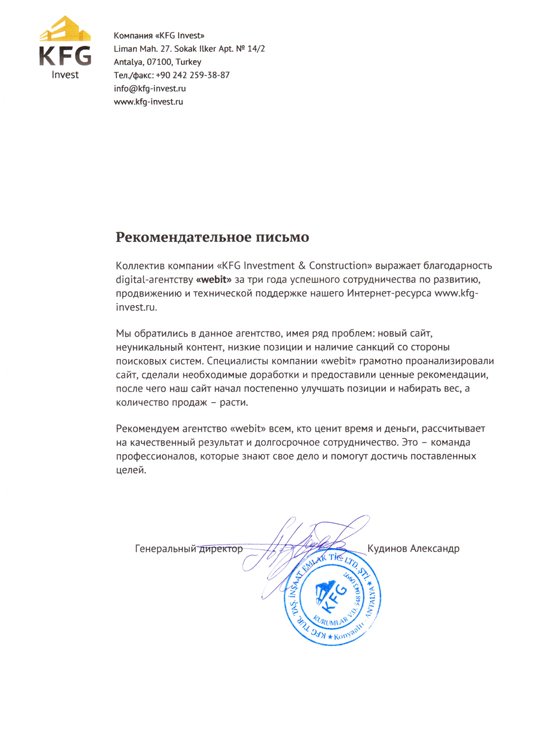 KFG
Invest
Компания «KFG Invest»
Liman Mah. 27. Sokak Ilker Apt. № 14/2
Antalya, 07100, Turkey
Тел./факс: +90 242 259-38-87
info@kfg-invest.ru
www.kfg-invest.ru
Рекомендательное письмо
Коллектив компании «KFG Investment & Construction» выражает благодарность
digital-агентству «webit» за три года успешного сотрудничества по развитию,
продвижению и технической поддержке нашего Интернет-ресурса www.kfg-
invest.ru.
Мы обратились в данное агентство, имея ряд проблем: новый сайт,
неуникальный контент, низкие позиции и наличие санкций со стороны
поисковых систем. Специалисты компании «webit» грамотно проанализировали
сайт, сделали необходимые доработки и предоставили ценные рекомендации,
после чего наш сайт начал постепенно улучшать позиции и набирать вес, а
количество продаж – расти.
Рекомендуем агентство «webit» всем, кто ценит время и деньги, рассчитывает
на качественный результат и долгосрочное сотрудничество. Это – команда
профессионалов, которые знают свое дело и помогут достичь поставленных
целей.
Генеральный директор
Кудинов Александр
KFG TUR. TAŞ. İNŞAAT EMLAK TİC. LTD. ŞTİ.
KFG
KURUMLAR V.D.